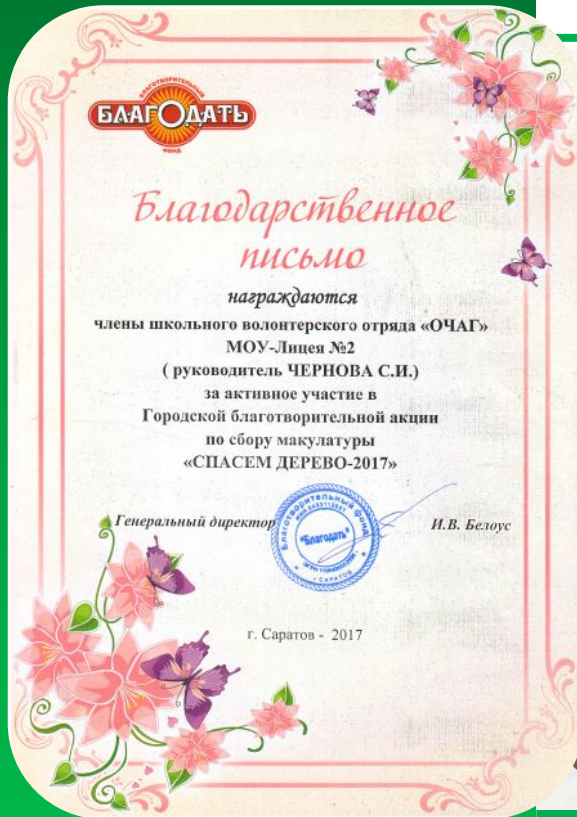 БЛАГОТВОРИТЕЛЬНЫЙ
БЛАГОДАТЬ
ФОНД
Благодарственное
письмо
награждаются
члены школьного волонтерского отряда «ОЧАГ»
МОУ-Лицея №2
( руководитель ЧЕРНОВА С.И.)
за активное участие в
Городской благотворительной акции
по сбору макулатуры
«СПАСЕМ ДЕРЕВО-2017»
Генеральный директор
Благотворительный фонд
"Благодать"
г САРАТОВ
И.В. Белоус
г. Саратов - 2017